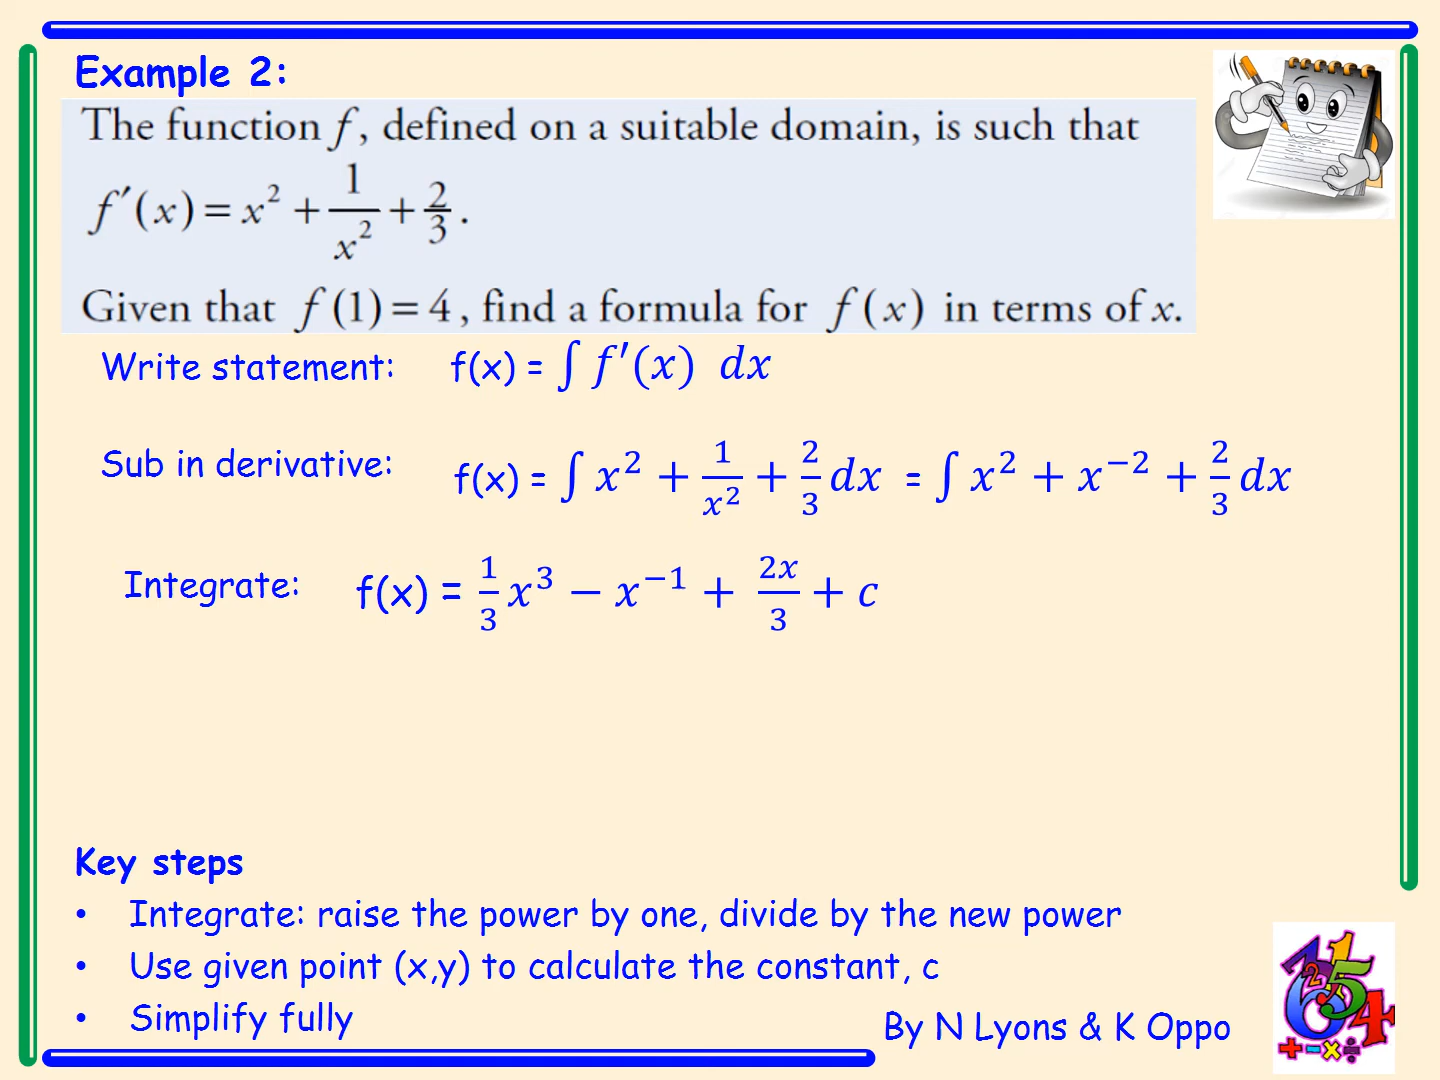 Example 2:
The function f, defined on a suitable domain, is such that
f′(x) = x² + 1/x² + 2/3.
Given that f(1) = 4, find a formula for f(x) in terms of x.
Write statement: f(x) = ∫ f′(x) dx
Sub in derivative: f(x) = ∫ x² + 1/x² + 2/3 dx = ∫ x² + x⁻² + 2/3 dx
Integrate: f(x) = 1/3 x³ − x⁻¹ + 2x/3 + c
Key steps
• Integrate: raise the power by one, divide by the new power
• Use given point (x,y) to calculate the constant, c
• Simplify fully
By N Lyons & K Oppo